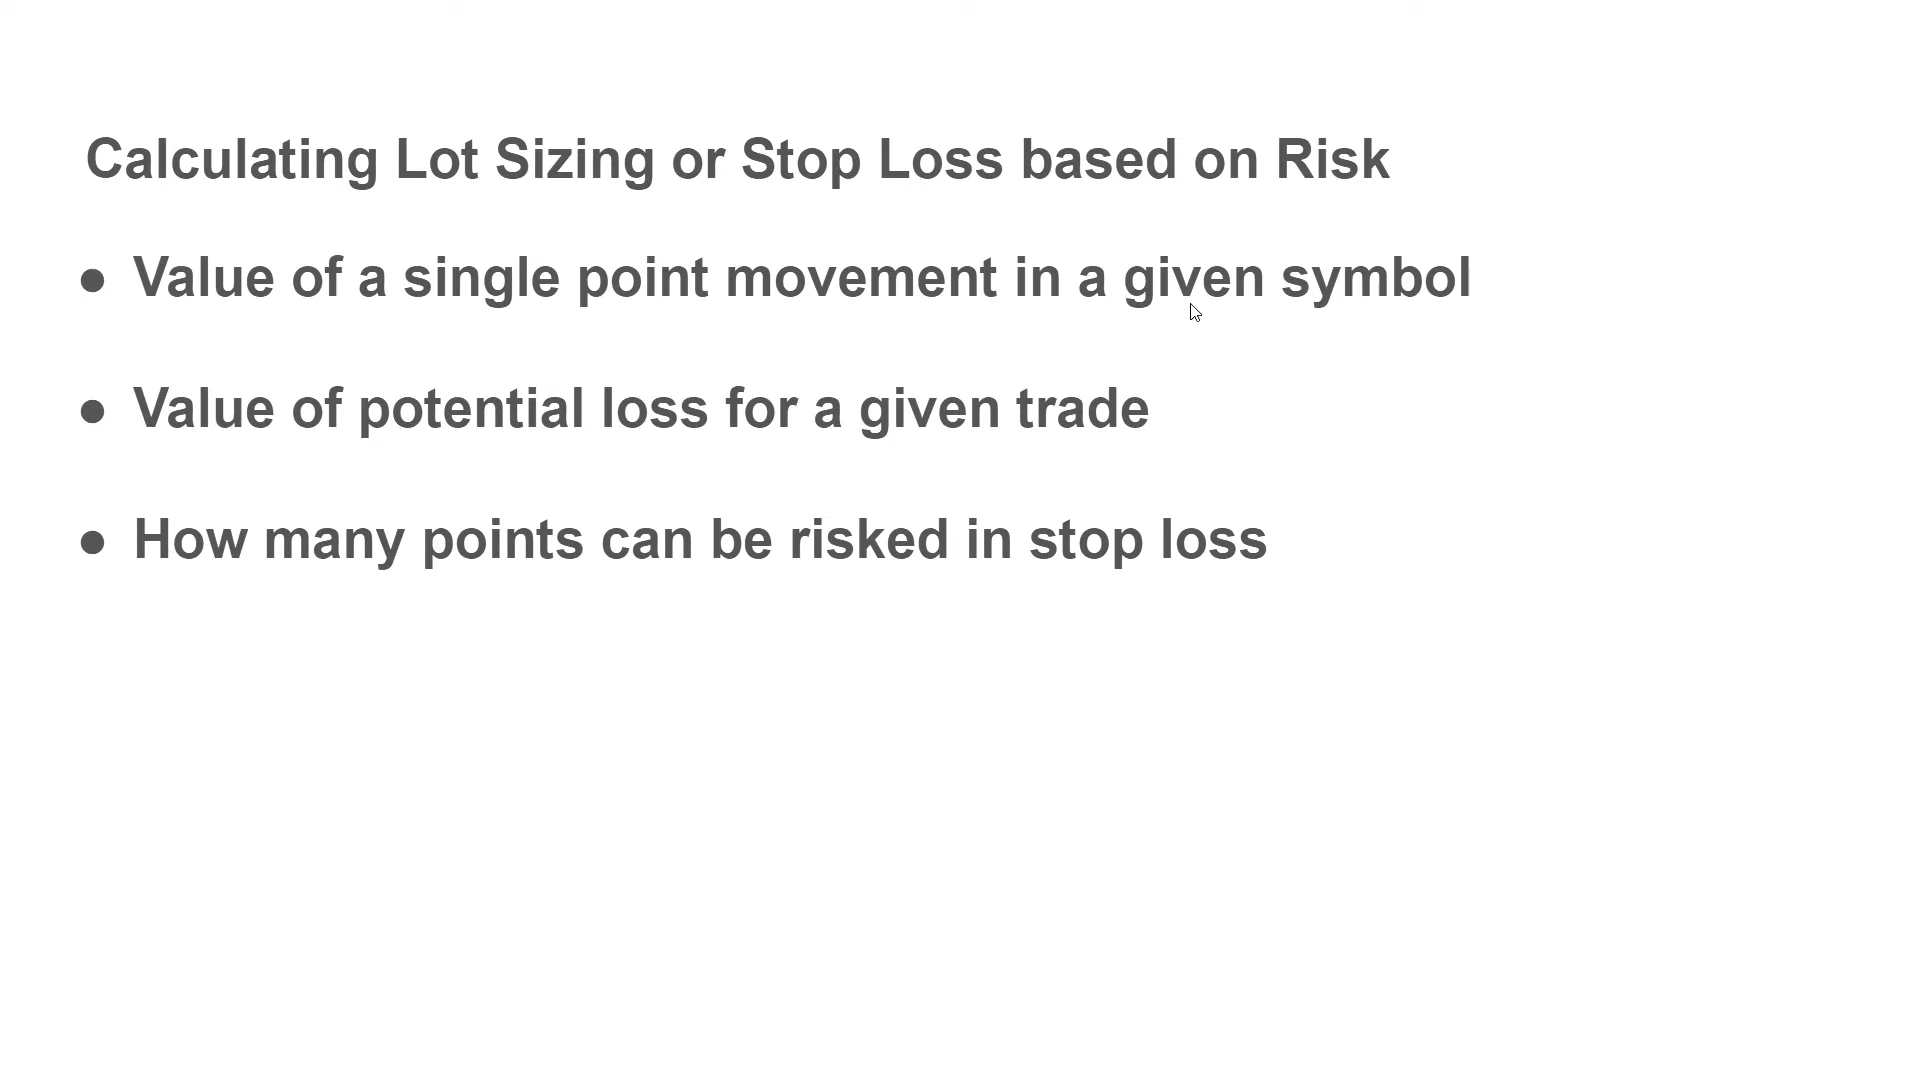 Calculating Lot Sizing or Stop Loss based on Risk
● Value of a single point movement in a given symbol
● Value of potential loss for a given trade
● How many points can be risked in stop loss